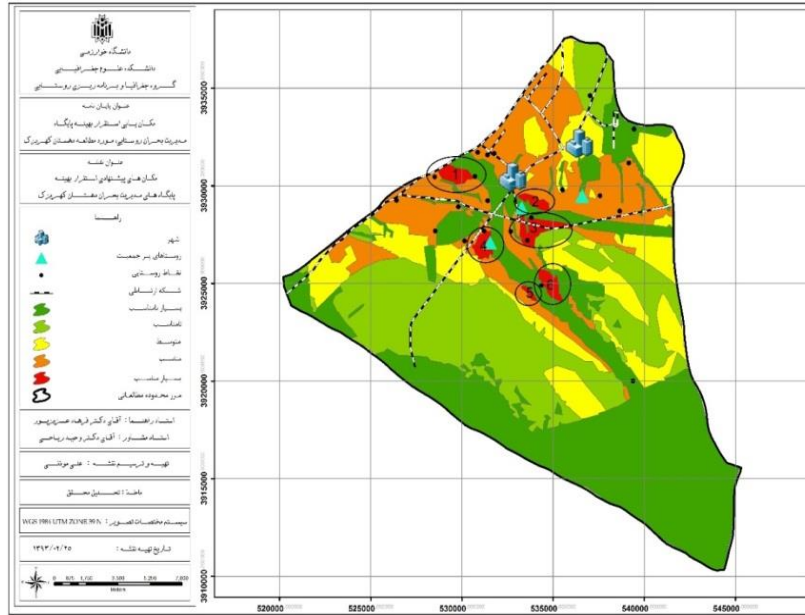 دانشگاه خوارزمی
دانشکده علوم جغرافیایی
گروه جغرافیا و برنامه ریزی روستایی
عنوان پایان نامه
مکان یابی استقرار بهینه پایگاه
مدیریت بحران روستایی، مورد مطالعه دهستان کهریزک
عنوان نقشه
مکان های پیشنهادی استقرار بهینه
پایگاه های مدیریت بحران دهستان کهریزک
راهنما
شهر
روستاهای پر جمعیت
نقاط روستایی
شبکه ارتباطی
بسیار نامناسب
نامناسب
متوسط
مناسب
بسیار مناسب
مرز محدوده مطالعاتی
استاد راهنما : آقای دکتر فرهاد عزیزپور
استاد مشاور : آقای دکتر وحید ریاحی
تهیه و ترسیم نقشه : علی
ماخذ : تحلیل محقق
سیستم مختصات تصویر : WGS 1984 UTM ZONE 39 N
تاریخ تهیه نقشه :
3935000
3930000
3925000
3920000
3915000
3910000
520000
525000
530000
535000
540000
545000
1
2
4
5